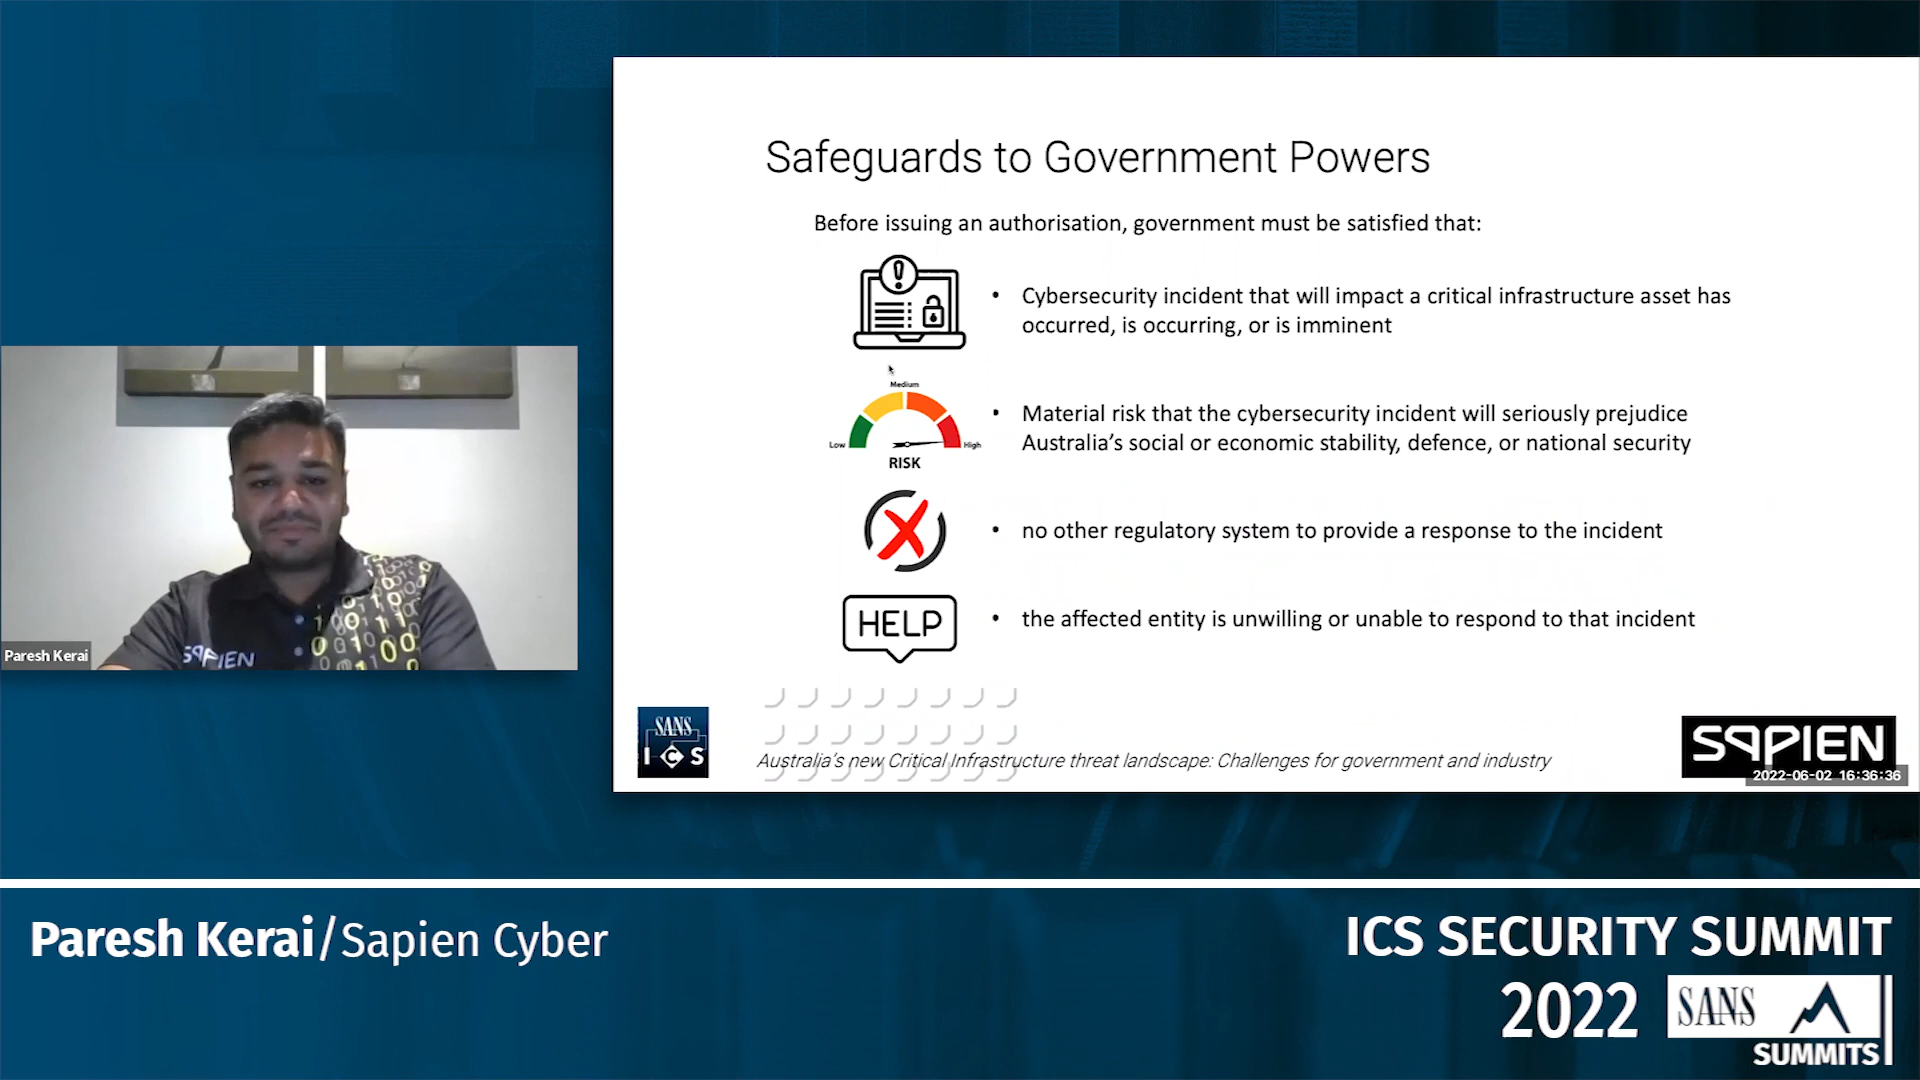 Safeguards to Government Powers
Before issuing an authorisation, government must be satisfied that:
• Cybersecurity incident that will impact a critical infrastructure asset has
occurred, is occurring, or is imminent
Medium
Low
High
RISK
• Material risk that the cybersecurity incident will seriously prejudice
Australia's social or economic stability, defence, or national security
• no other regulatory system to provide a response to the incident
HELP
• the affected entity is unwilling or unable to respond to that incident
SANS
ICS
Australia's new Critical Infrastructure threat landscape: Challenges for government and industry
SAPIEN
2022-06-02 16:36:36
SAPIEN
Paresh Kerai
Paresh Kerai/Sapien Cyber
ICS SECURITY SUMMIT
2022
SANS
SUMMITS